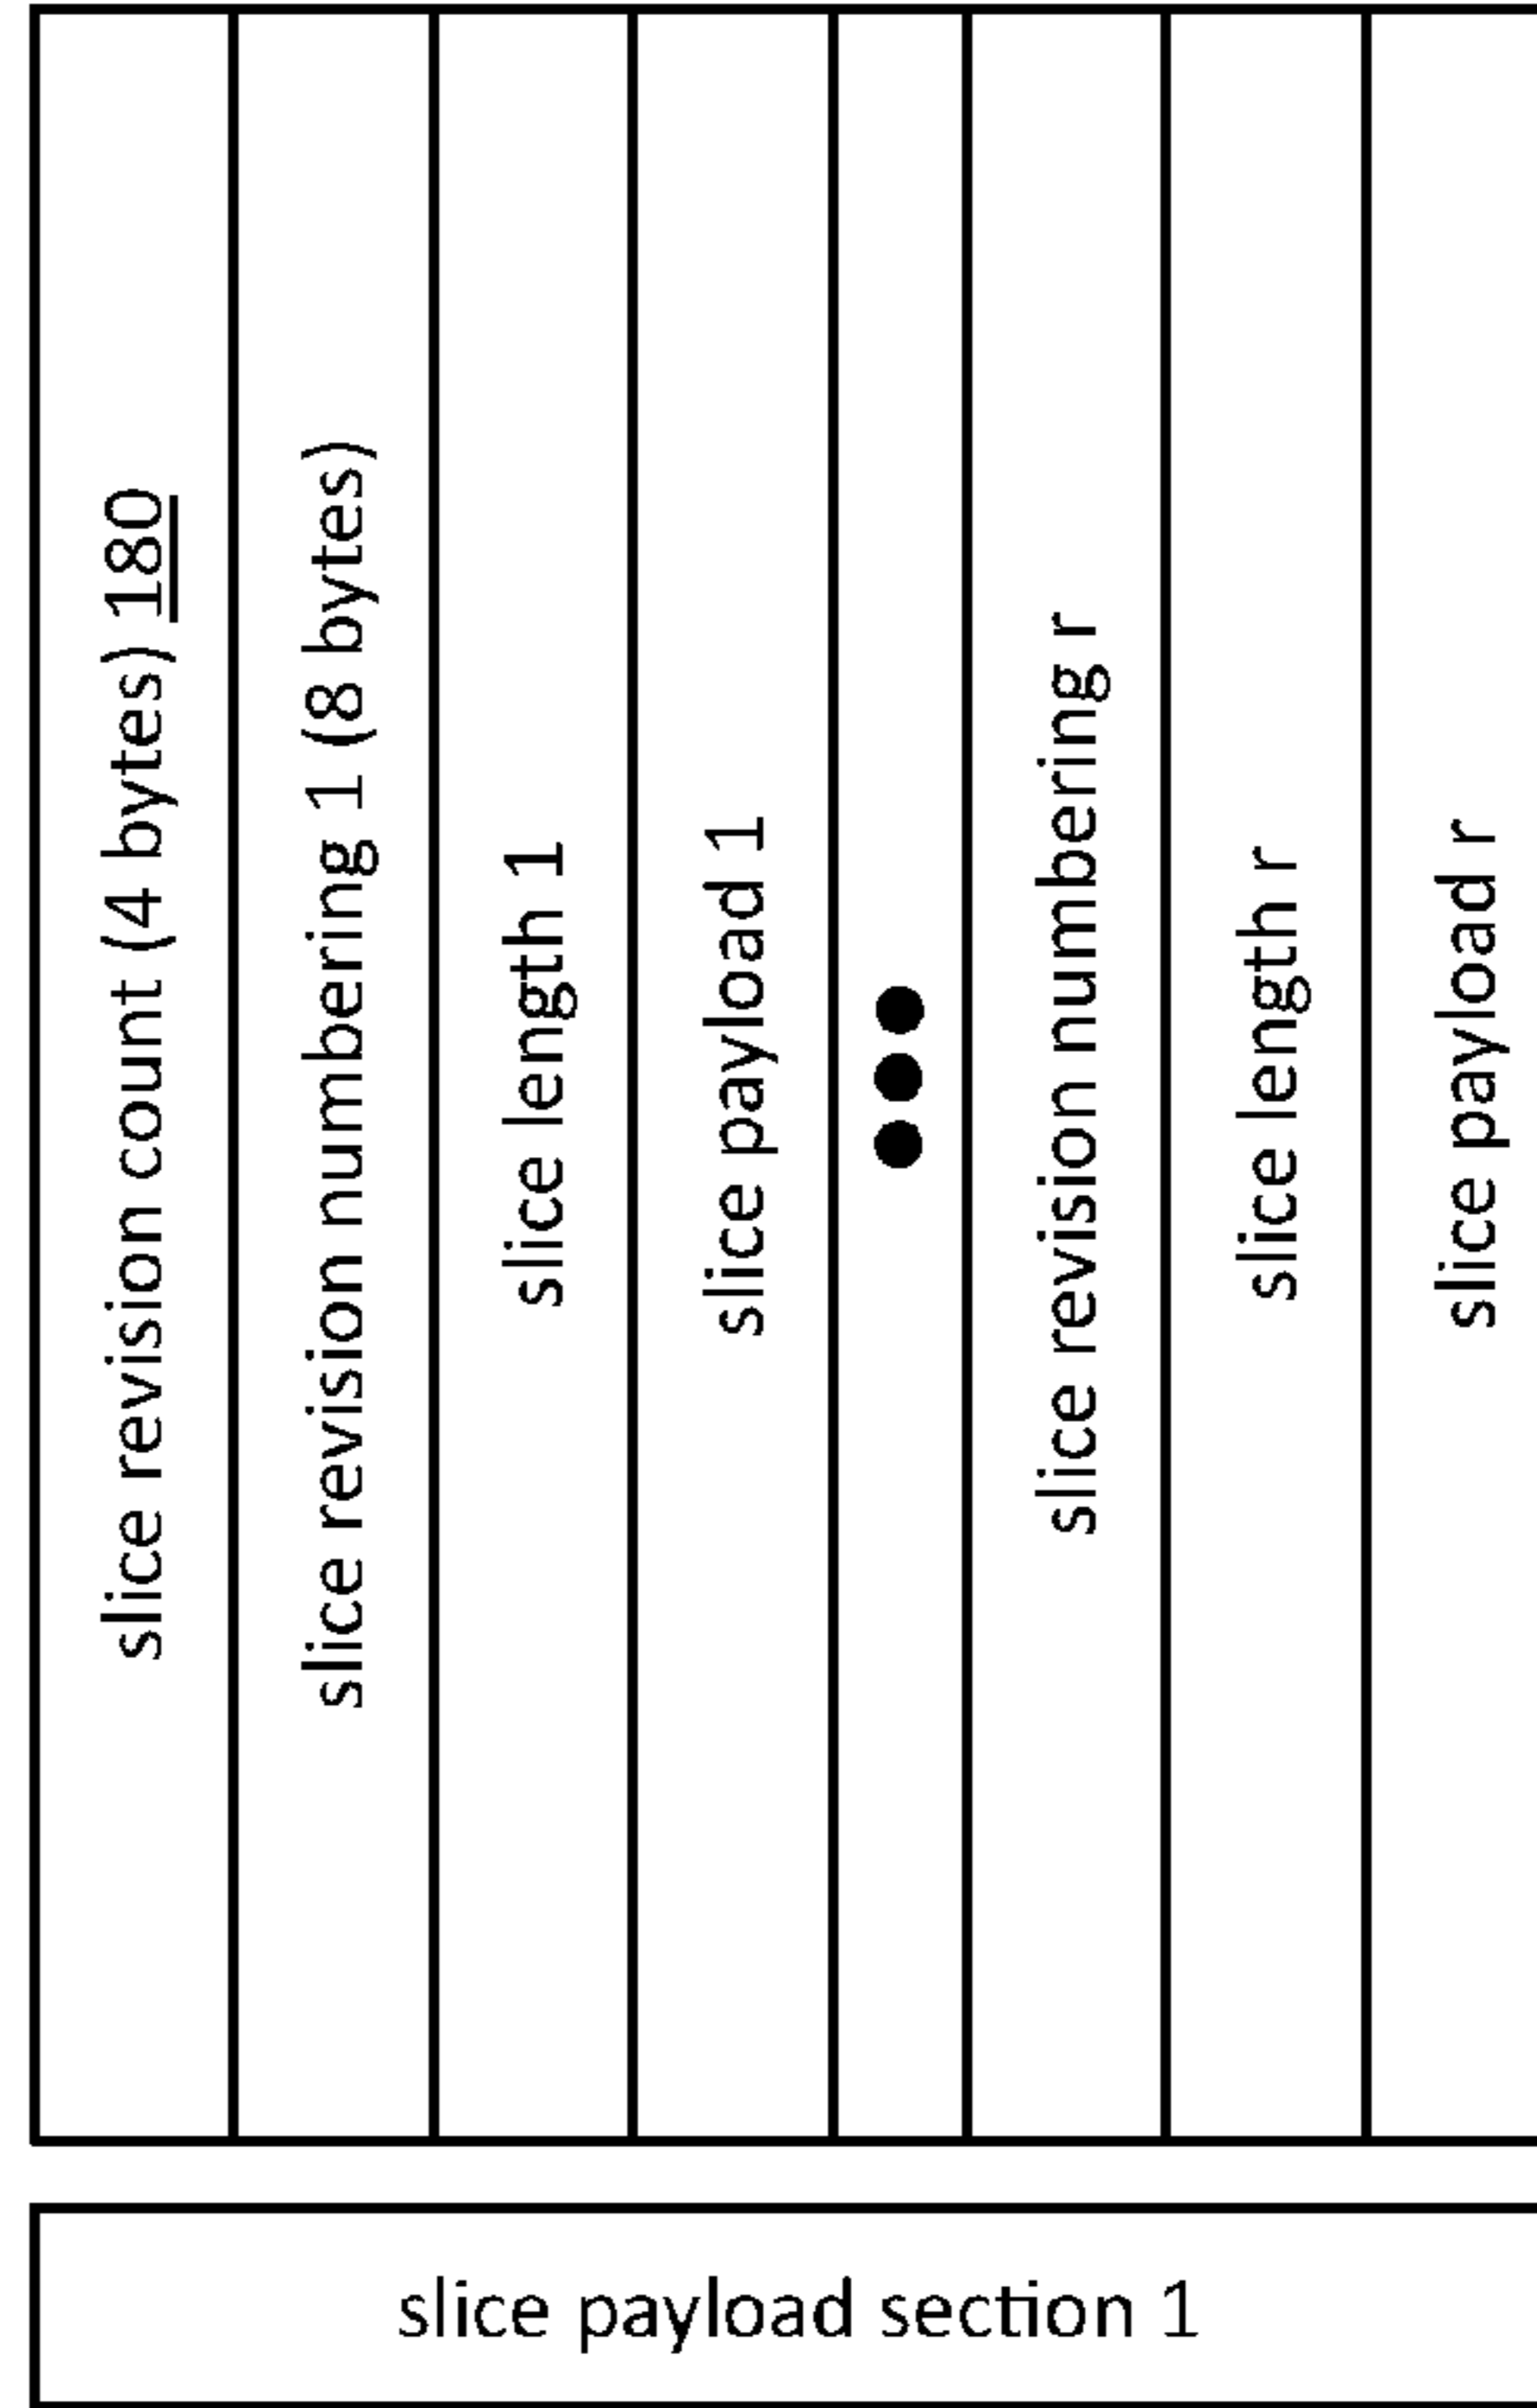 slice revision count (4 bytes) 180
slice revision numbering 1 (8 bytes)
slice length 1
slice payload 1
slice revision numbering r
slice length r
slice payload r
slice payload section 1